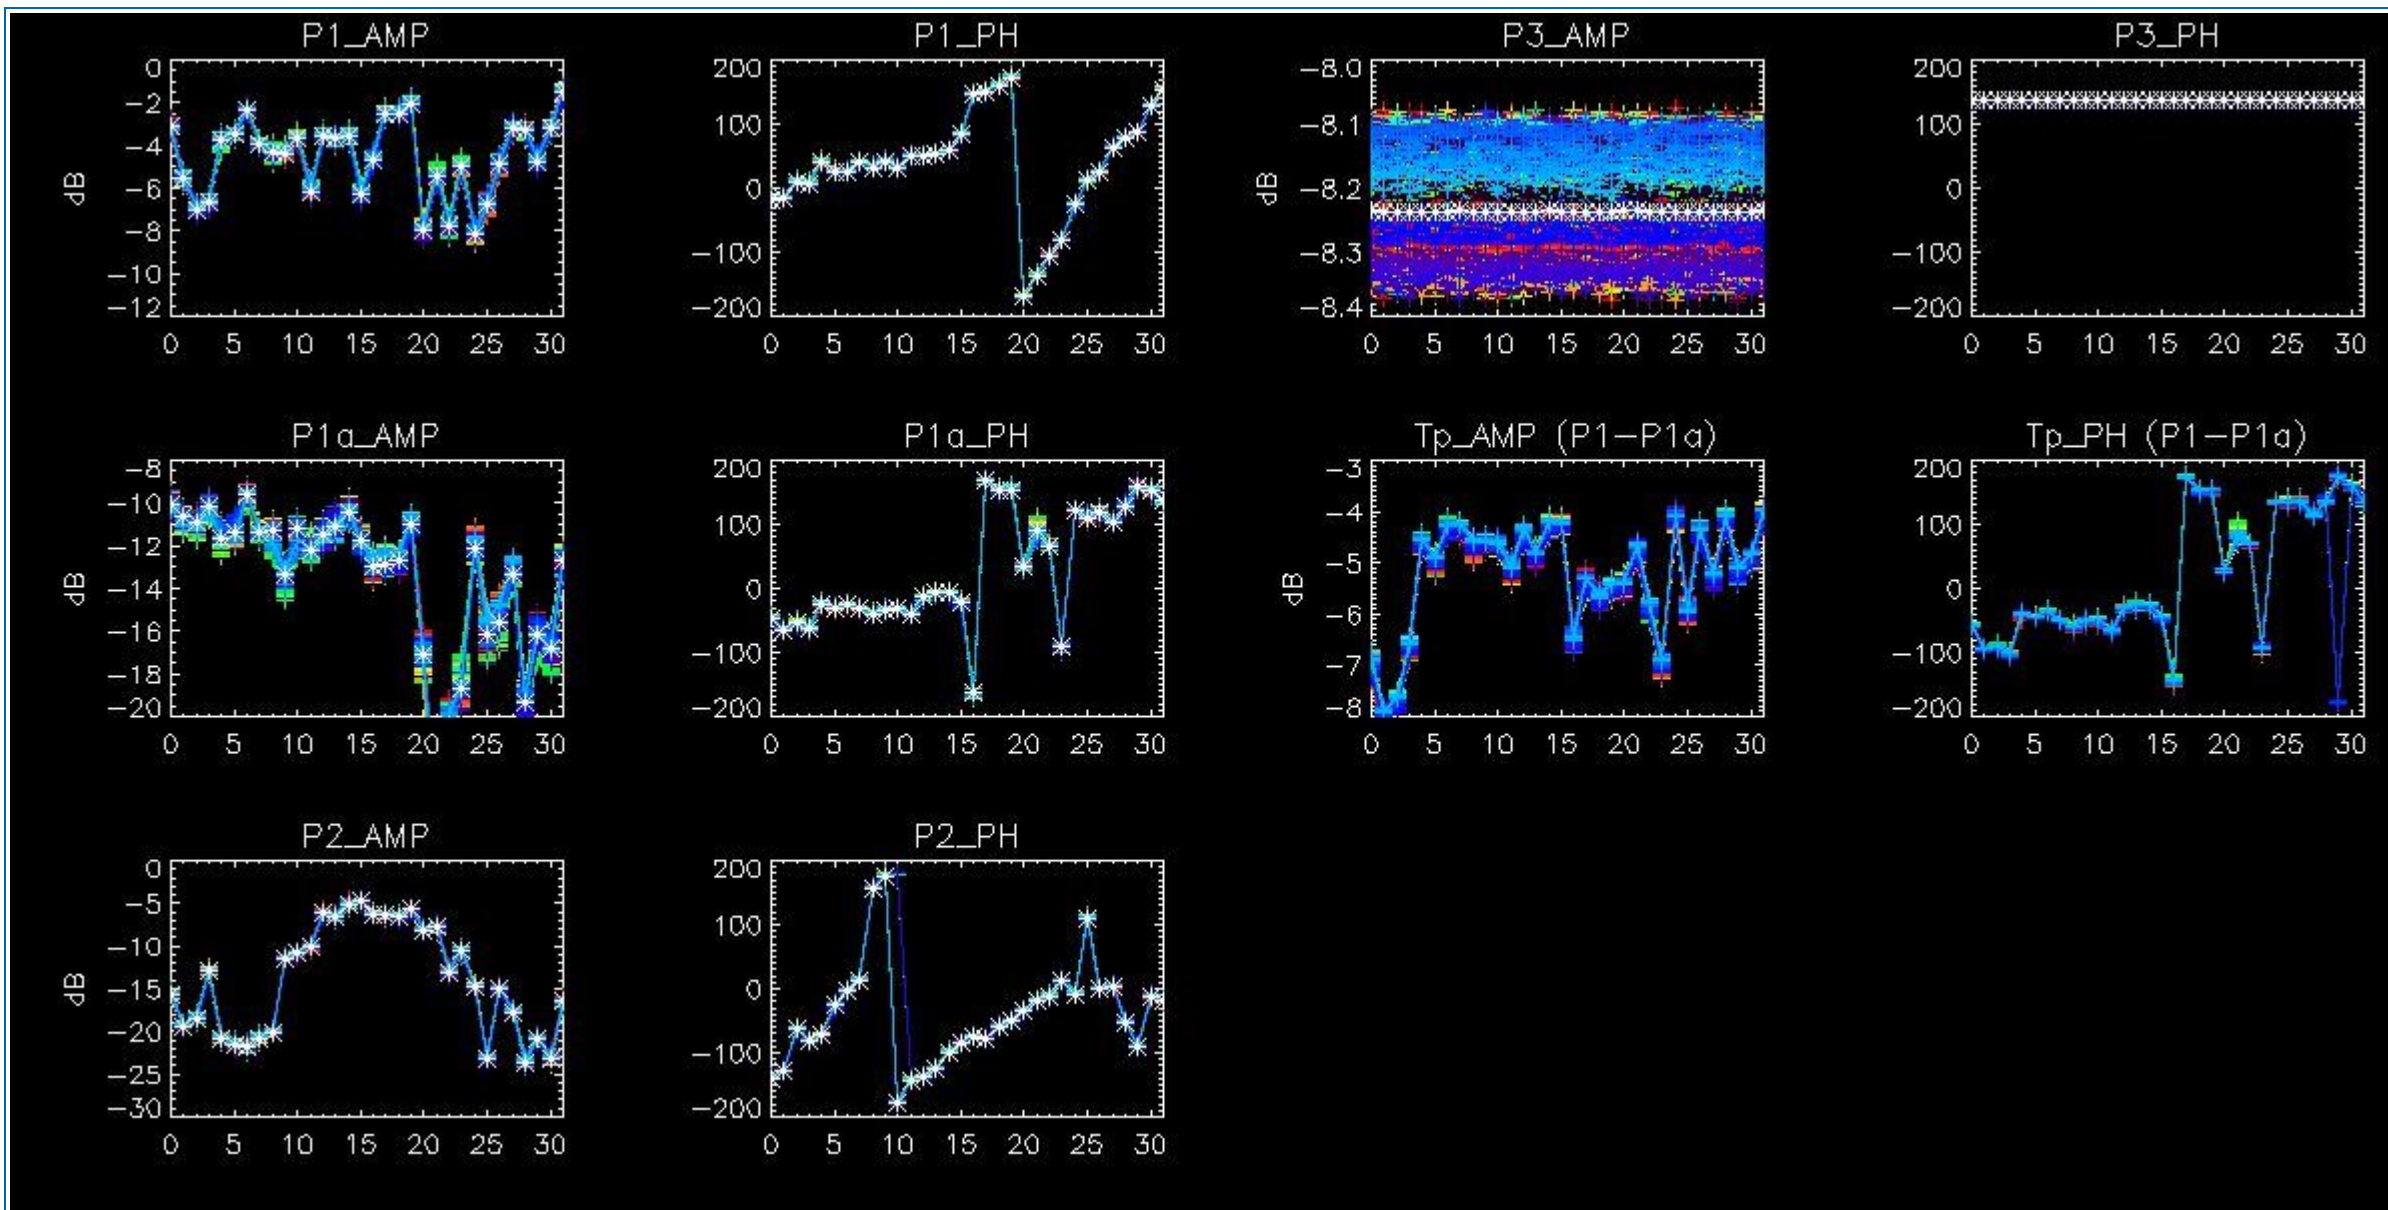 P1_AMP
P1_PH
P3_AMP
P3_PH
0
−2
−4
−6
−8
−10
−12
dB
0 5 10 15 20 25 30
200
100
0
−100
−200
0 5 10 15 20 25 30
−8.0
−8.1
−8.2
−8.3
−8.4
dB
0 5 10 15 20 25 30
200
100
0
−100
−200
0 5 10 15 20 25 30
P1a_AMP
P1a_PH
Tp_AMP (P1−P1a)
Tp_PH (P1−P1a)
−8
−10
−12
−14
−16
−18
−20
dB
0 5 10 15 20 25 30
200
100
0
−100
−200
0 5 10 15 20 25 30
−3
−4
−5
−6
−7
−8
dB
0 5 10 15 20 25 30
200
100
0
−100
−200
0 5 10 15 20 25 30
P2_AMP
P2_PH
0
−5
−10
−15
−20
−25
−30
dB
0 5 10 15 20 25 30
200
100
0
−100
−200
0 5 10 15 20 25 30